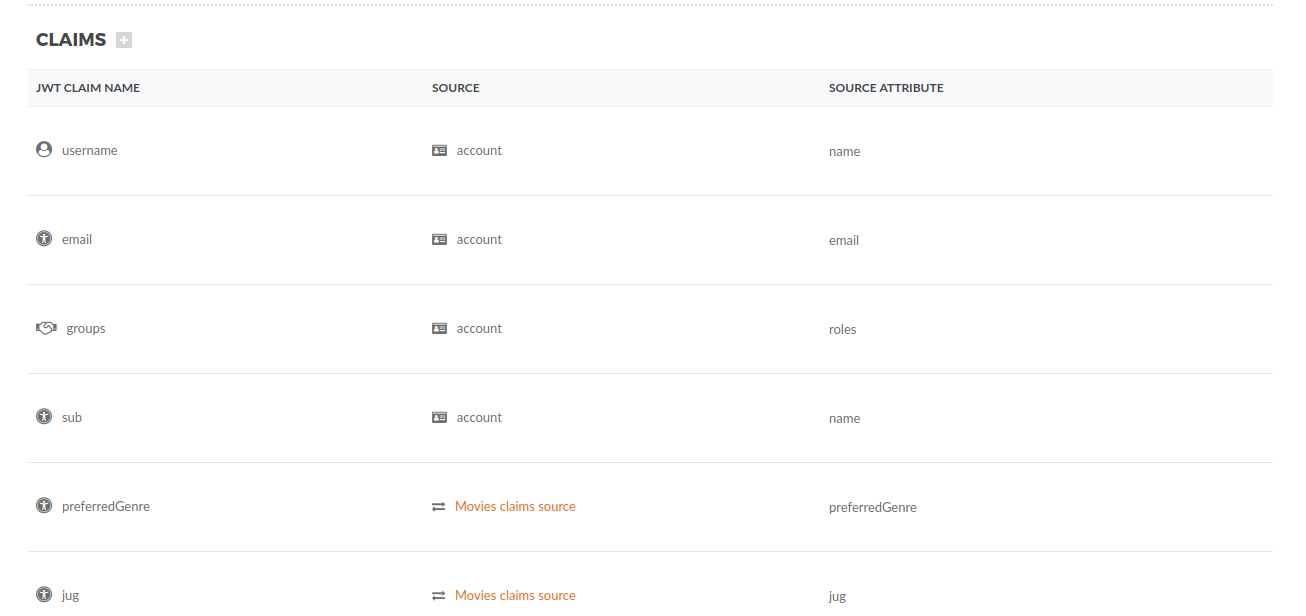 CLAIMS
JWT CLAIM NAME SOURCE SOURCE ATTRIBUTE
username account name
email account email
groups account roles
sub account name
preferredGenre Movies claims source preferredGenre
jug Movies claims source jug